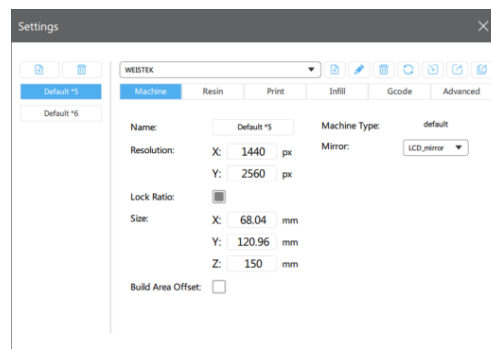 Settings
WEISTEK
Default *5
Machine Resin Print Infill Gcode Advanced
Default *6
Name: Default *5 Machine Type: default
Resolution: X: 1440 px Mirror: LCD_mirror
Y: 2560 px
Lock Ratio:
Size: X: 68.04 mm
Y: 120.96 mm
Z: 150 mm
Build Area Offset: